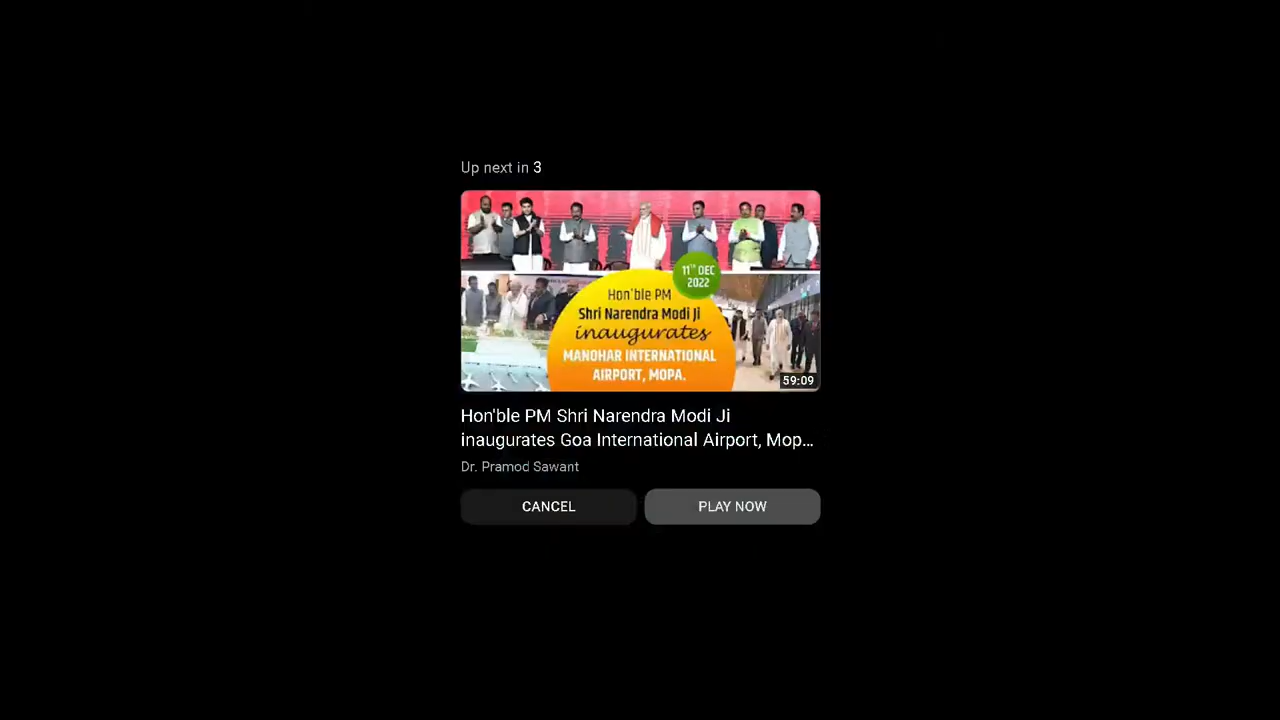 Up next in 3
11TH DEC
2022
Hon'ble PM
Shri Narendra Modi Ji
inaugurates
MANOHAR INTERNATIONAL
AIRPORT, MOPA.
59:09
Hon'ble PM Shri Narendra Modi Ji
inaugurates Goa International Airport, Mop...
Dr. Pramod Sawant
CANCEL
PLAY NOW